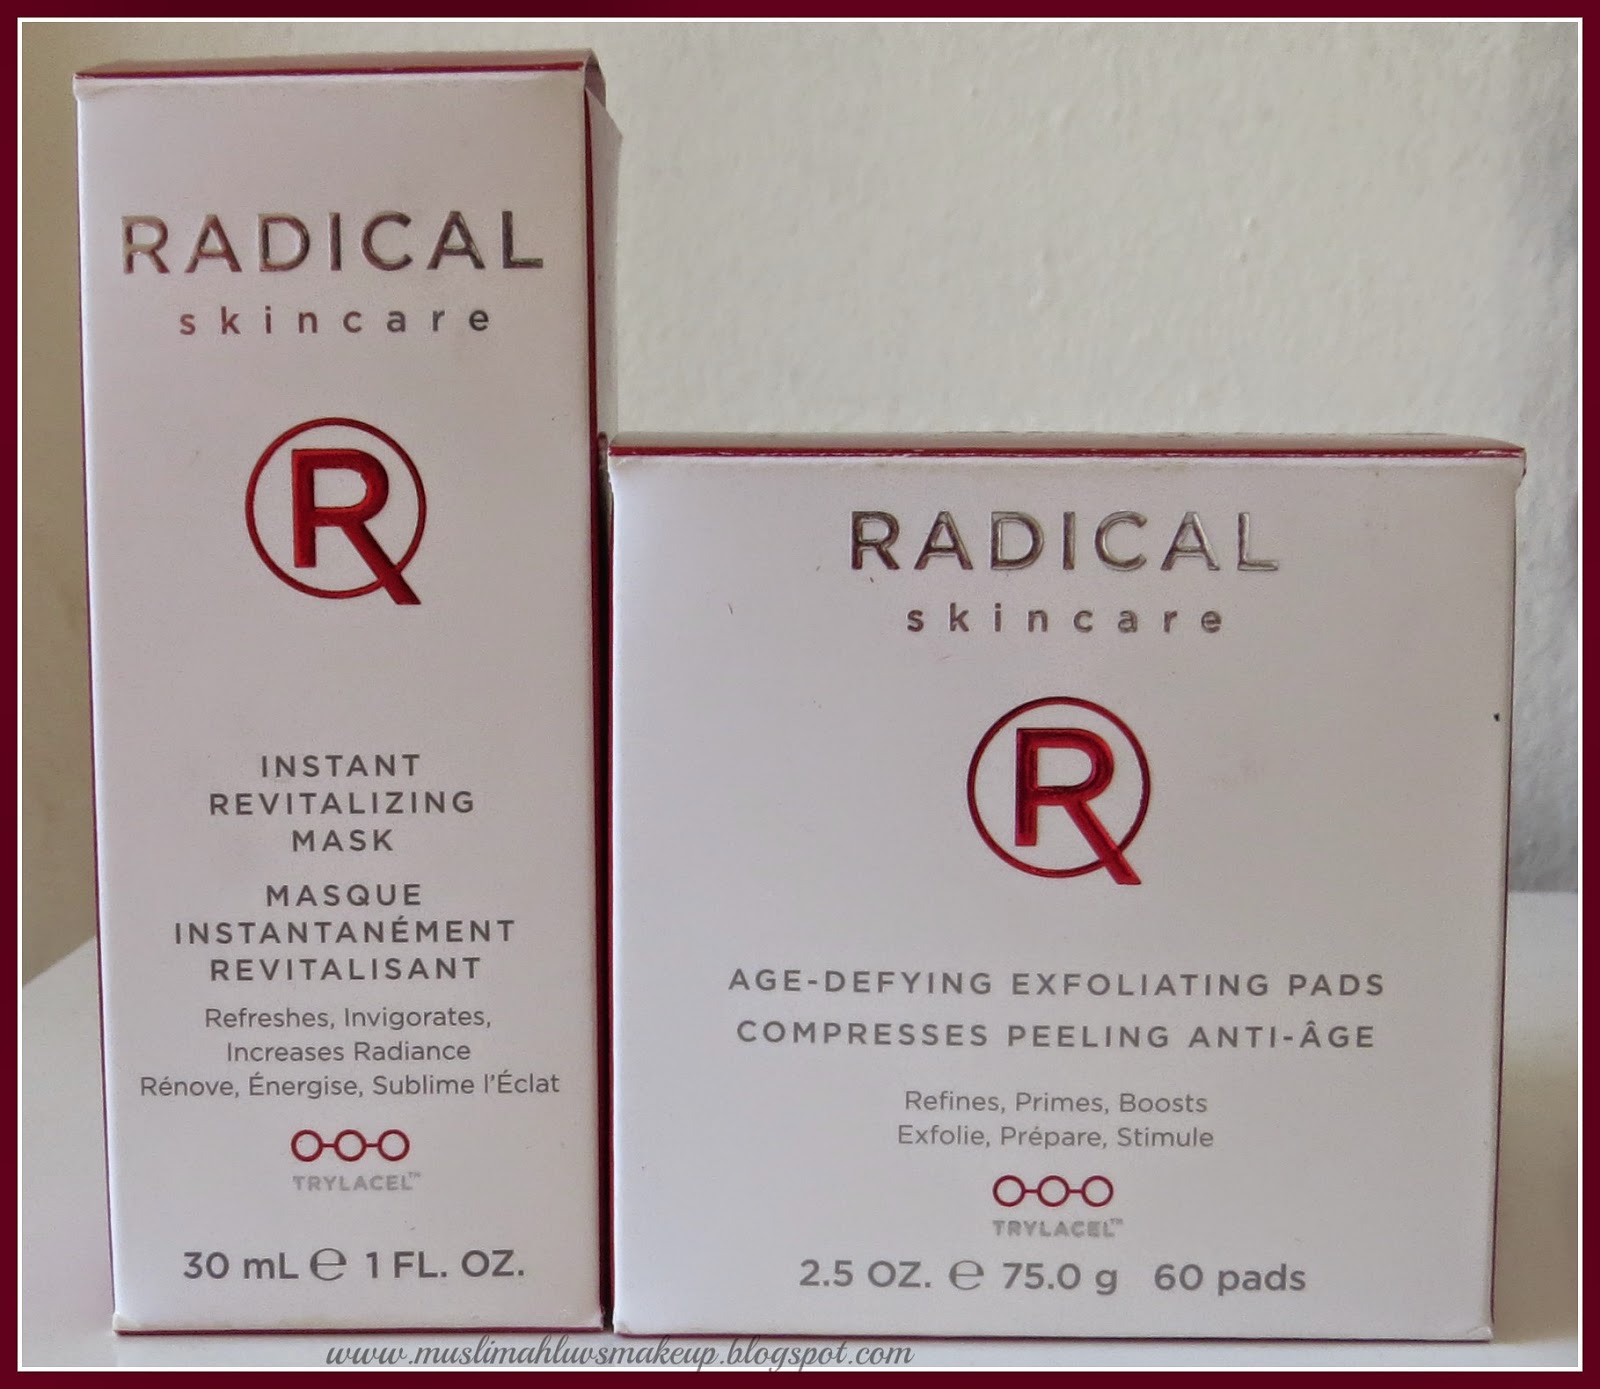 RADICAL
skincare
R
INSTANT
REVITALIZING
MASK
MASQUE
INSTANTANÉMENT
REVITALISANT
Refreshes, Invigorates,
Increases Radiance
Rénove, Énergise, Sublime l'Éclat
TRYLACEL™
30 mL ℮ 1 FL. OZ.
RADICAL
skincare
R
AGE-DEFYING EXFOLIATING PADS
COMPRESSES PEELING ANTI-ÂGE
Refines, Primes, Boosts
Exfolie, Prépare, Stimule
TRYLACEL™
2.5 OZ. ℮ 75.0 g 60 pads
www.muslimahluvsmakeup.blogspot.com